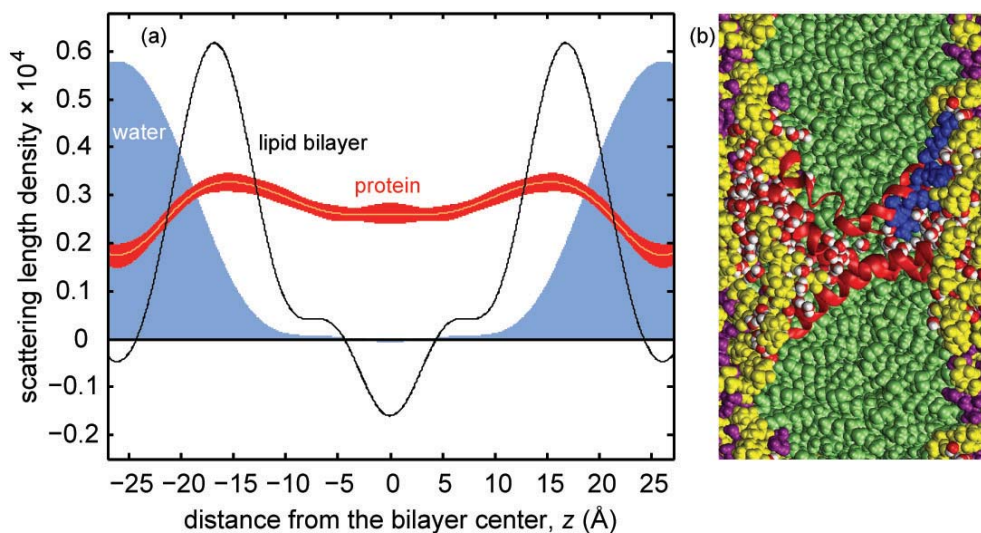 (a)
(b)
0.6
0.5
0.4
0.3
0.2
0.1
0
−0.1
−0.2
water
lipid bilayer
protein
scattering length density × 10⁴
−25 −20 −15 −10 −5 0 5 10 15 20 25
distance from the bilayer center, z (Å)